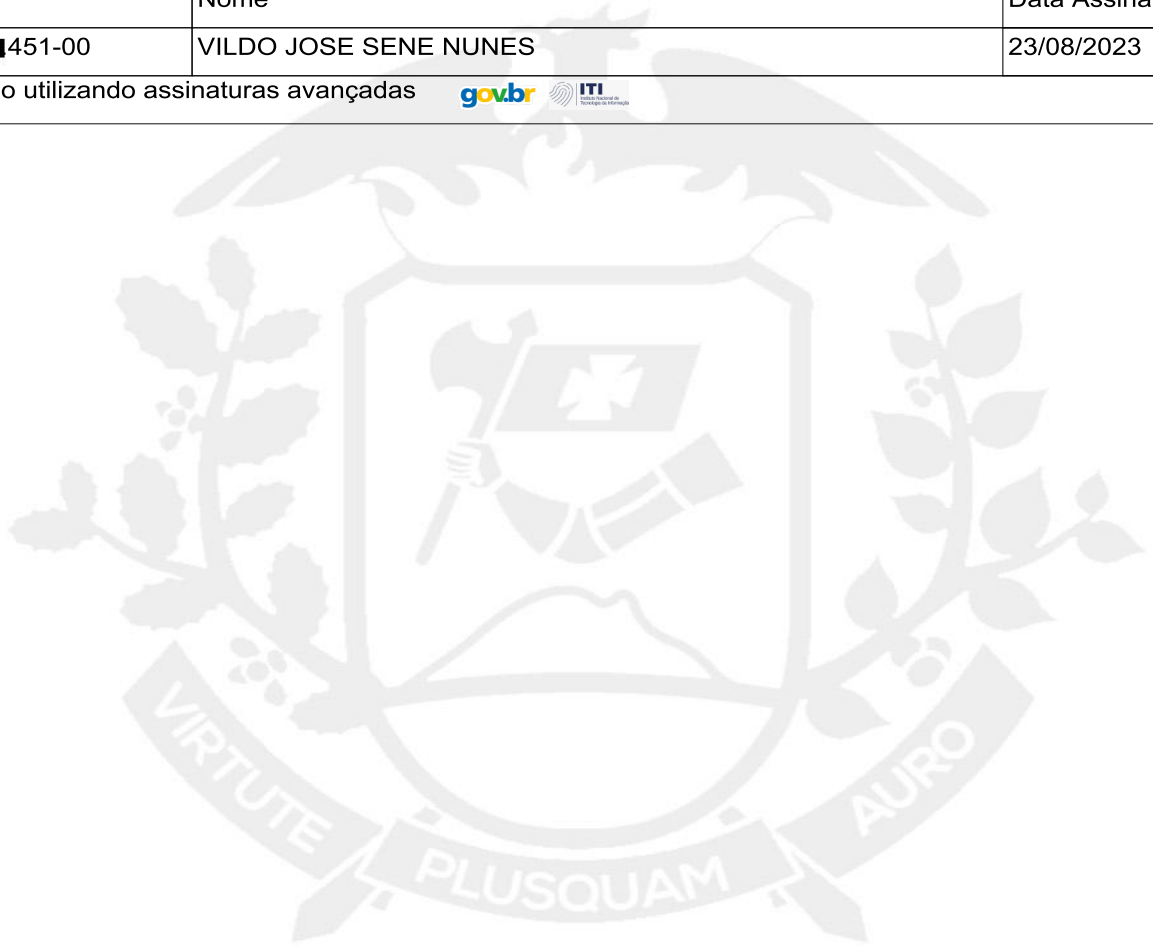 Nome Data Assina
451-00 VILDO JOSE SENE NUNES 23/08/2023
o utilizando assinaturas avançadas gov.br ITI
VIRTUTE PLUSQUAM AURO